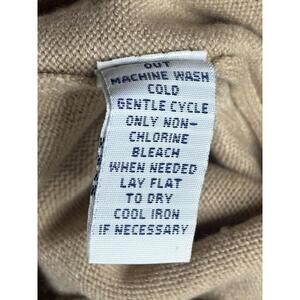 OUT
MACHINE WASH
COLD
GENTLE CYCLE
ONLY NON-
CHLORINE
BLEACH
WHEN NEEDED
LAY FLAT
TO DRY
COOL IRON
IF NECESSARY